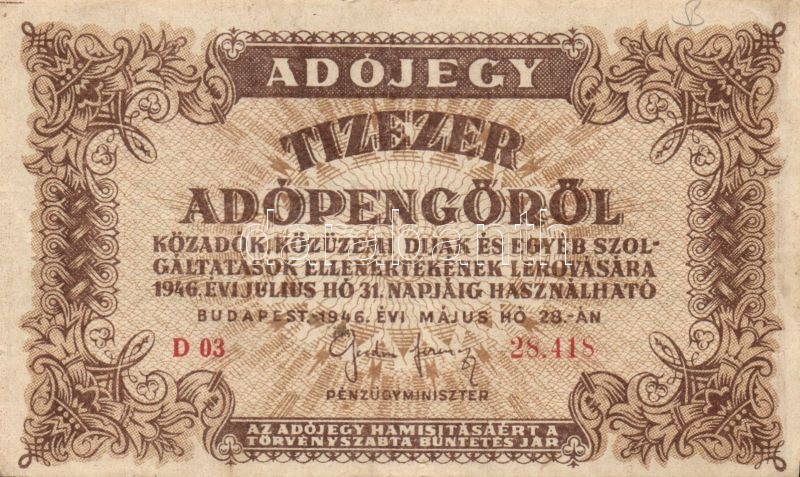 B
ADÓJEGY
TIZEZER
ADÓPENGŐRŐL
KÖZADÓK, KÖZÜZEMI DIJAK ÉS EGYÉB SZOL-
GÁLTATÁSOK ELLENÉRTÉKÉNEK LEROVÁSÁRA
1946. ÉVI JULIUS HÓ 31. NAPJÁIG HASZNÁLHATÓ
BUDAPEST, 1946. ÉVI MÁJUS HÓ 28.-ÁN
D 03 28.418
PÉNZÜGYMINISZTER
AZ ADÓJEGY HAMISITÁSÁÉRT A
TÖRVÉNYSZABTA BÜNTETÉS JÁR.